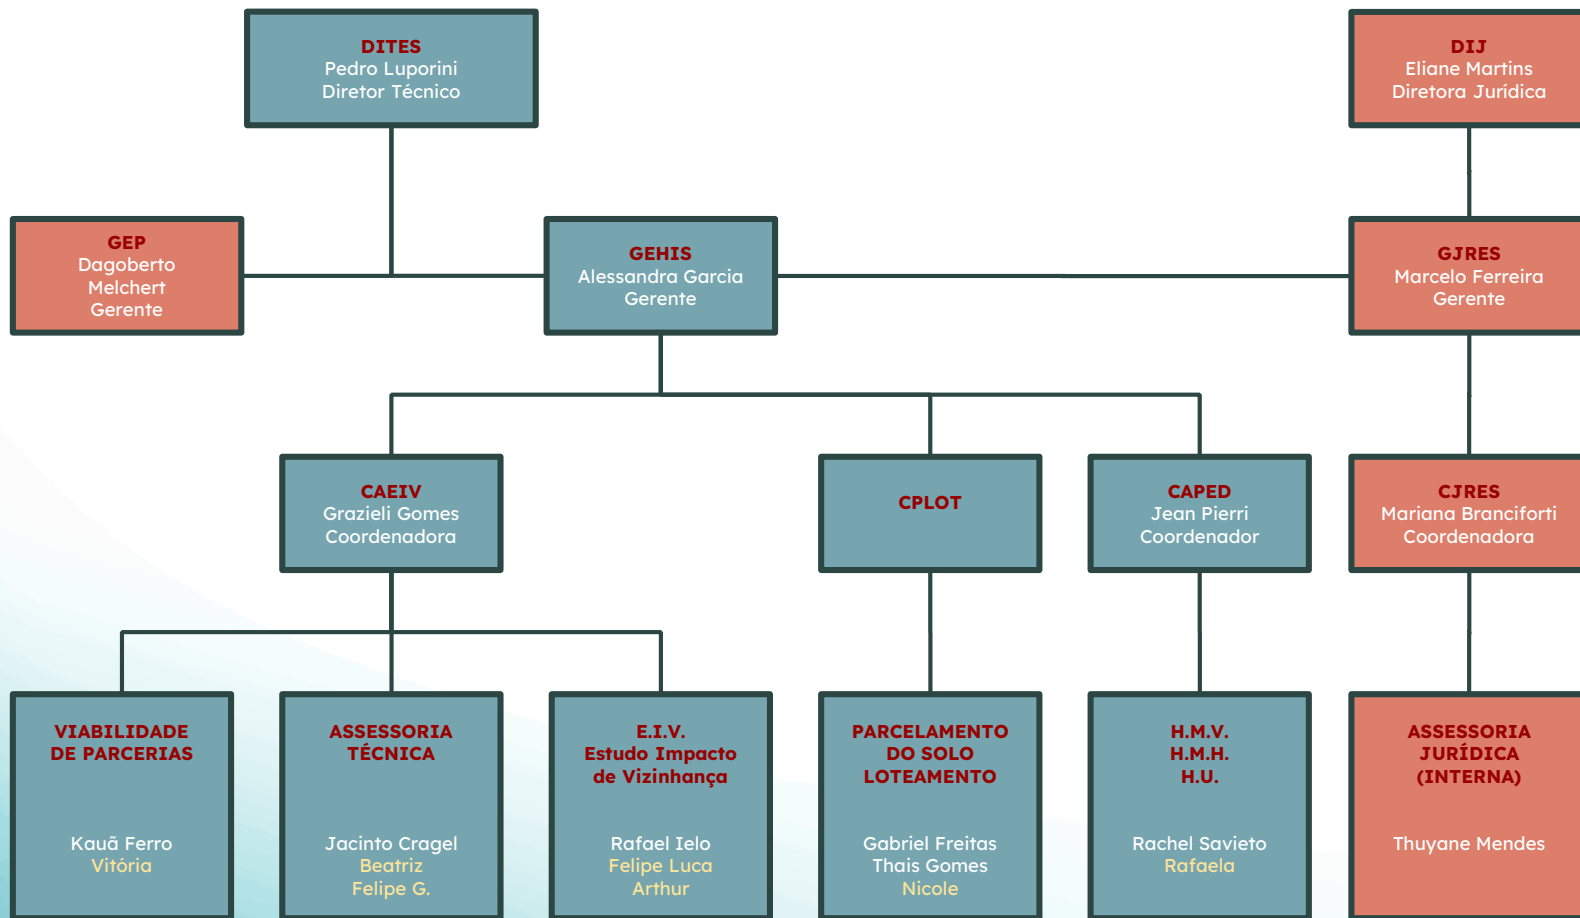 DITES
Pedro Luporini
Diretor Técnico
DIJ
Eliane Martins
Diretora Jurídica
GEP
Dagoberto
Melchert
Gerente
GEHIS
Alessandra Garcia
Gerente
GJRES
Marcelo Ferreira
Gerente
CAEIV
Grazieli Gomes
Coordenadora
CPLOT
CAPED
Jean Pierri
Coordenador
CJRES
Mariana Branciforti
Coordenadora
VIABILIDADE
DE PARCERIAS
Kauã Ferro
Vitória
ASSESSORIA
TÉCNICA
Jacinto Cragel
Beatriz
Felipe G.
E.I.V.
Estudo Impacto
de Vizinhança
Rafael Ielo
Felipe Luca
Arthur
PARCELAMENTO
DO SOLO
LOTEAMENTO
Gabriel Freitas
Thais Gomes
Nicole
H.M.V.
H.M.H.
H.U.
Rachel Savieto
Rafaela
ASSESSORIA
JURÍDICA
(INTERNA)
Thuyane Mendes